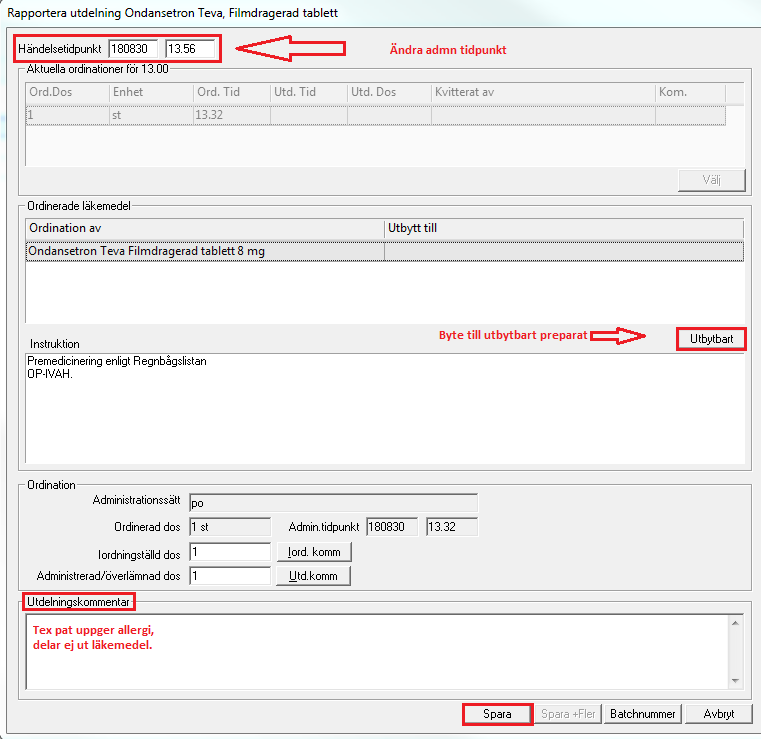 Rapportera utdelning Ondansetron Teva, Filmdragerad tablett
Händelsetidpunkt 180830 13.56 Ändra admn tidpunkt
Aktuella ordinationer för 13.00
Ord.Dos Enhet Ord. Tid Utd. Tid Utd. Dos Kvitterat av Kom.
1 st 13.32
Välj
Ordinerade läkemedel
Ordination av Utbytt till
Ondansetron Teva Filmdragerad tablett 8 mg
Byte till utbytbart preparat Utbytbart
Instruktion
Premedicinering enligt Regnbågslistan
OP-IVAH.
Ordination
Administrationssätt po
Ordinerad dos 1 st Admin.tidpunkt 180830 13.32
Iordningställd dos 1 Iord. komm
Administrerad/överlämnad dos 1 Utd.komm
Utdelningskommentar
Tex pat uppger allergi,
delar ej ut läkemedel.
Spara Spara +Fler Batchnummer Avbryt